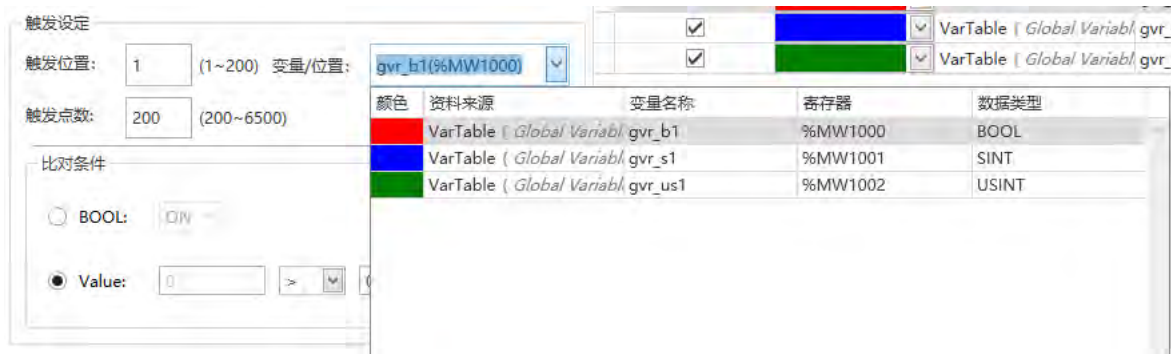 触发设定
触发位置: 1 (1~200) 变量/位置: gvr_b1(%MW1000)
触发点数: 200 (200~6500)
比对条件
BOOL: ON
Value: 0 >
VarTable ( Global Variabl gvr_
VarTable ( Global Variabl gvr_
颜色 资料来源 变量名称 寄存器 数据类型
VarTable ( Global Variabl gvr_b1 %MW1000 BOOL
VarTable ( Global Variabl gvr_s1 %MW1001 SINT
VarTable ( Global Variabl gvr_us1 %MW1002 USINT